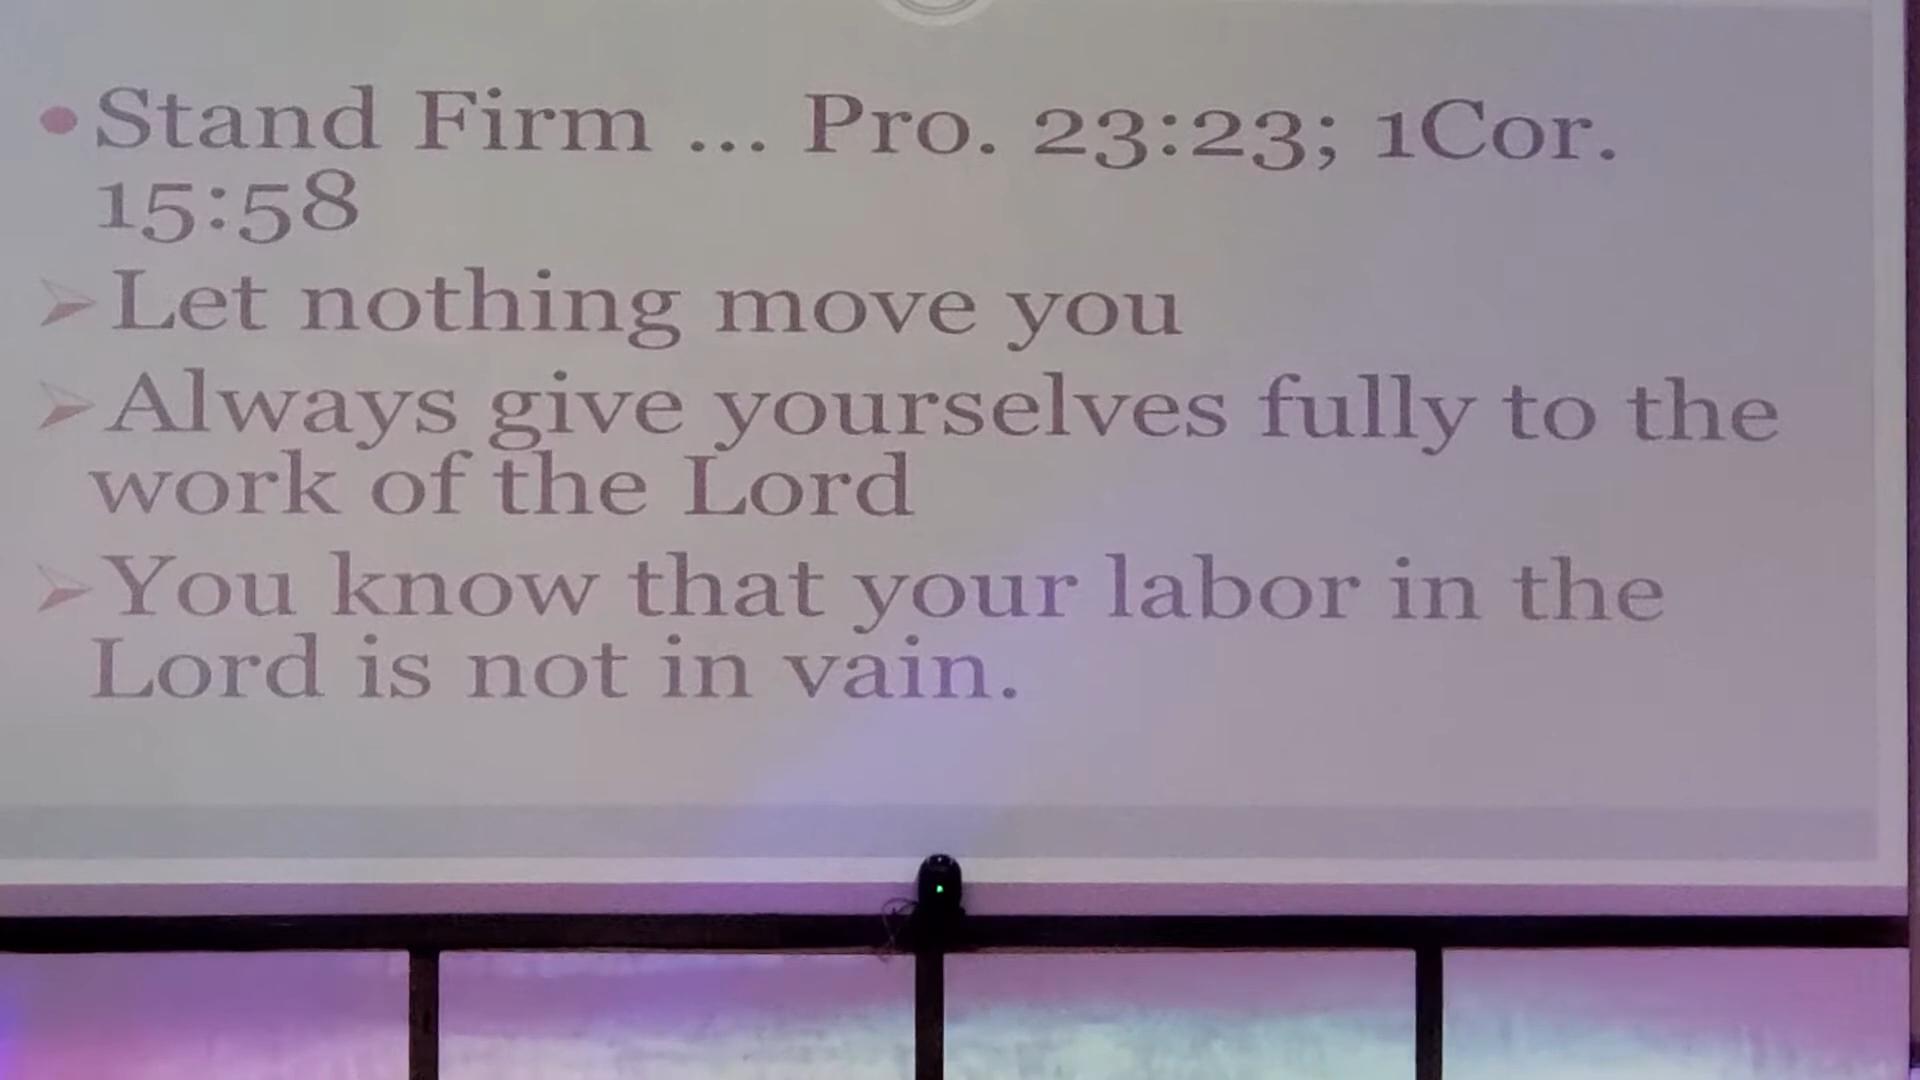 •Stand Firm ... Pro. 23:23; 1Cor.
15:58
➢Let nothing move you
➢Always give yourselves fully to the
work of the Lord
➢You know that your labor in the
Lord is not in vain.